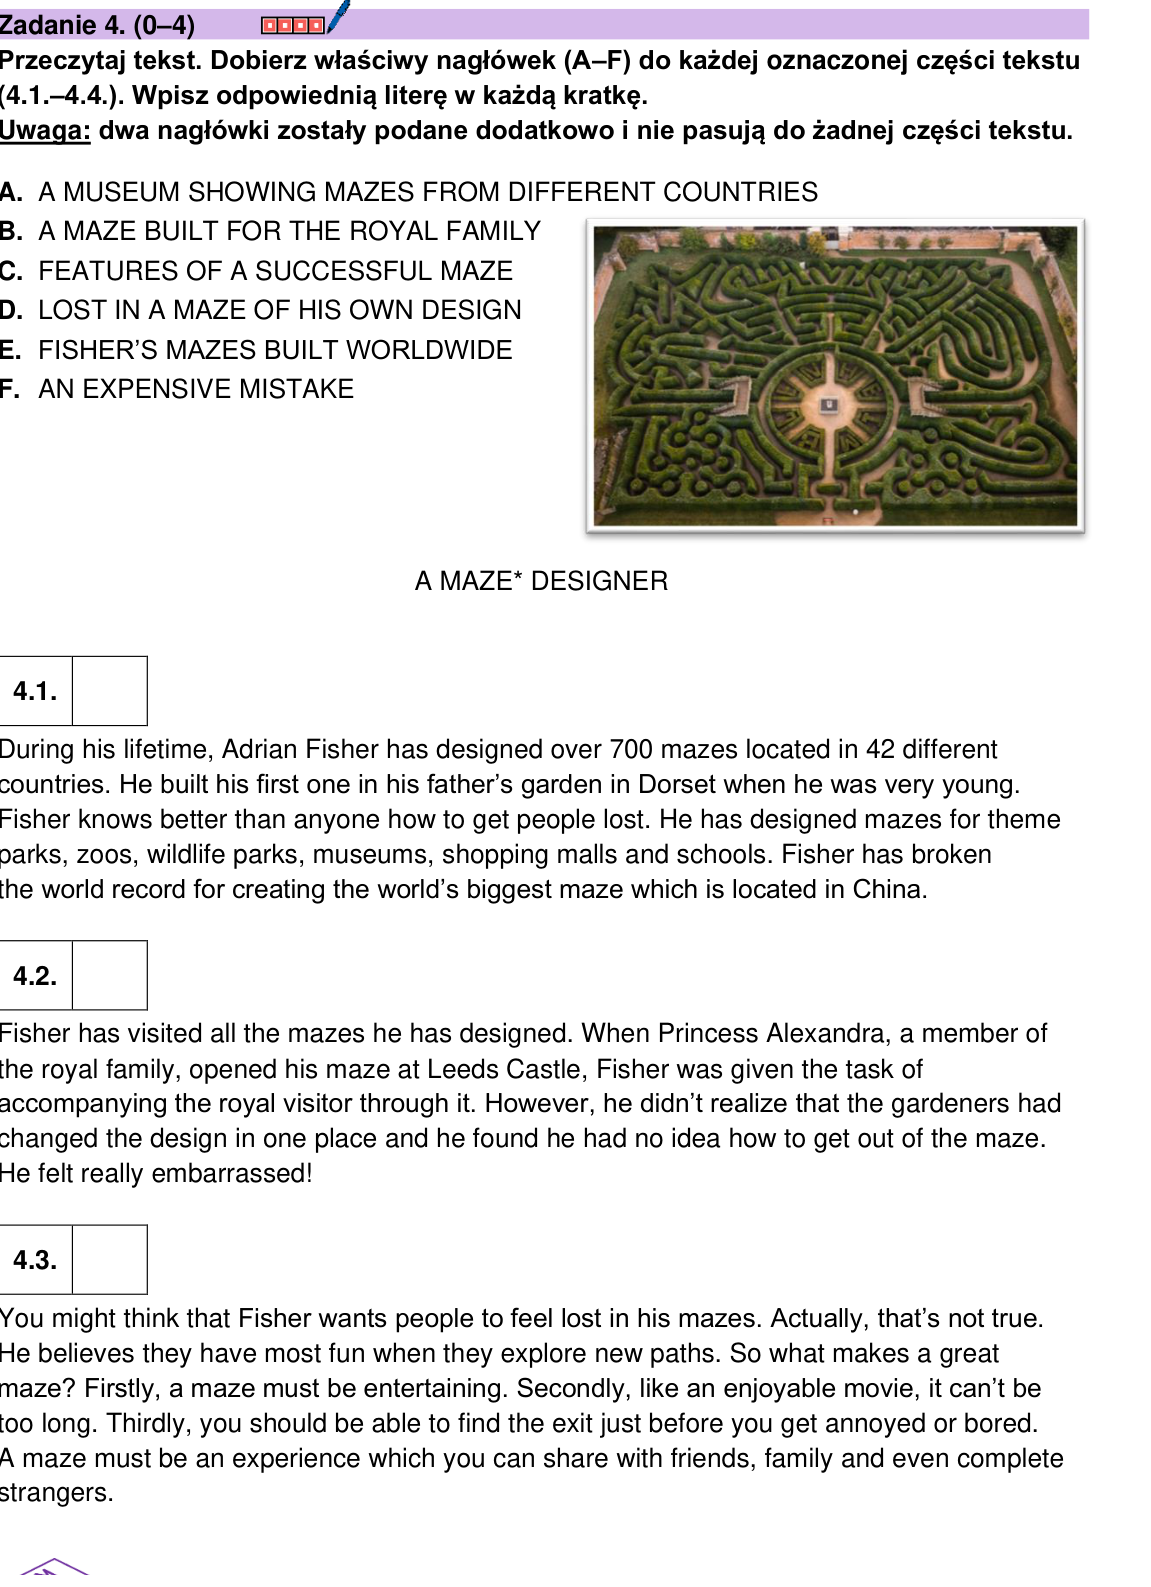 Zadanie 4. (0–4)
Przeczytaj tekst. Dobierz właściwy nagłówek (A–F) do każdej oznaczonej części tekstu
(4.1.–4.4.). Wpisz odpowiednią literę w każdą kratkę.
Uwaga: dwa nagłówki zostały podane dodatkowo i nie pasują do żadnej części tekstu.
A. A MUSEUM SHOWING MAZES FROM DIFFERENT COUNTRIES
B. A MAZE BUILT FOR THE ROYAL FAMILY
C. FEATURES OF A SUCCESSFUL MAZE
D. LOST IN A MAZE OF HIS OWN DESIGN
E. FISHER'S MAZES BUILT WORLDWIDE
F. AN EXPENSIVE MISTAKE
A MAZE* DESIGNER
4.1.
During his lifetime, Adrian Fisher has designed over 700 mazes located in 42 different
countries. He built his first one in his father's garden in Dorset when he was very young.
Fisher knows better than anyone how to get people lost. He has designed mazes for theme
parks, zoos, wildlife parks, museums, shopping malls and schools. Fisher has broken
the world record for creating the world's biggest maze which is located in China.
4.2.
Fisher has visited all the mazes he has designed. When Princess Alexandra, a member of
the royal family, opened his maze at Leeds Castle, Fisher was given the task of
accompanying the royal visitor through it. However, he didn't realize that the gardeners had
changed the design in one place and he found he had no idea how to get out of the maze.
He felt really embarrassed!
4.3.
You might think that Fisher wants people to feel lost in his mazes. Actually, that's not true.
He believes they have most fun when they explore new paths. So what makes a great
maze? Firstly, a maze must be entertaining. Secondly, like an enjoyable movie, it can't be
too long. Thirdly, you should be able to find the exit just before you get annoyed or bored.
A maze must be an experience which you can share with friends, family and even complete
strangers.